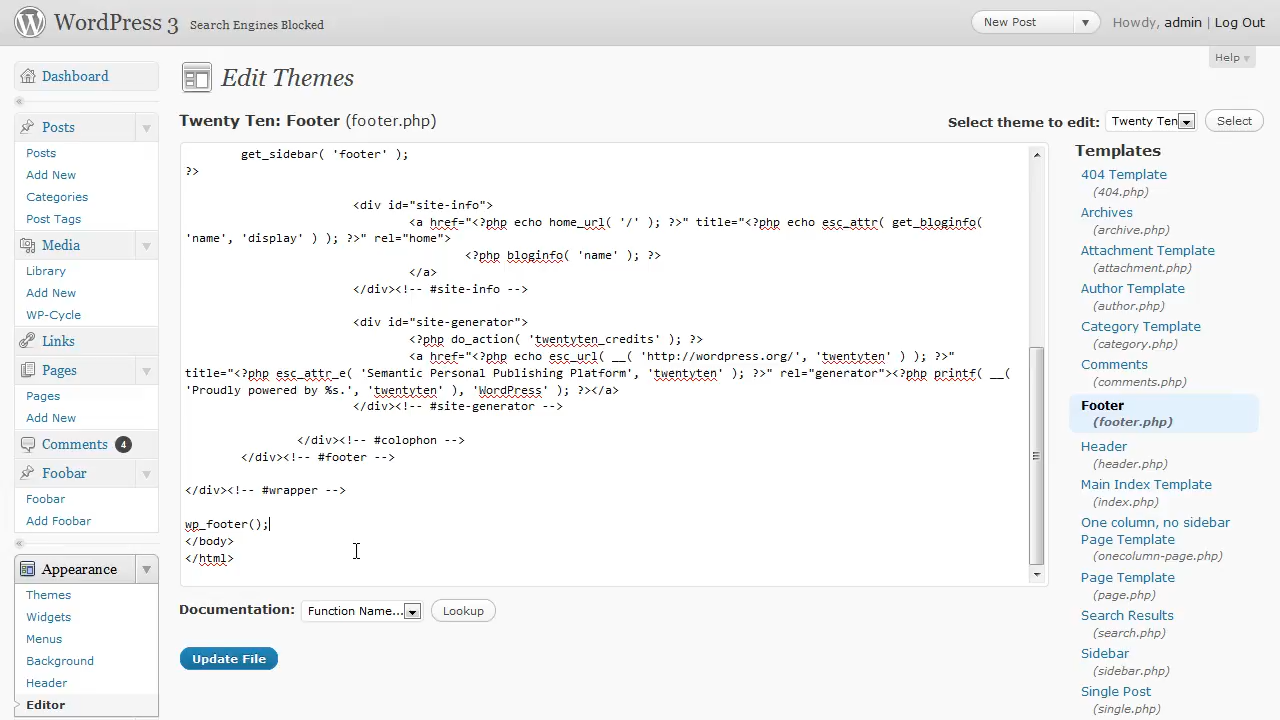 WordPress 3 Search Engines Blocked
New Post
Howdy, admin | Log Out
Help
Dashboard
Posts
Posts
Add New
Categories
Post Tags
Media
Library
Add New
WP-Cycle
Links
Pages
Pages
Add New
Comments 4
Foobar
Foobar
Add Foobar
Appearance
Themes
Widgets
Menus
Background
Header
Editor
Edit Themes
Twenty Ten: Footer (footer.php)
Select theme to edit: Twenty Ten Select
get_sidebar( 'footer' );
?>
<div id="site-info">
<a href="<?php echo home_url( '/' ); ?>" title="<?php echo esc_attr( get_bloginfo(
'name', 'display' ) ); ?>" rel="home">
<?php bloginfo( 'name' ); ?>
</a>
</div><!-- #site-info -->
<div id="site-generator">
<?php do_action( 'twentyten_credits' ); ?>
<a href="<?php echo esc_url( __( 'http://wordpress.org/', 'twentyten' ) ); ?>"
title="<?php esc_attr_e( 'Semantic Personal Publishing Platform', 'twentyten' ); ?>" rel="generator"><?php printf( __(
'Proudly powered by %s.', 'twentyten' ), 'WordPress' ); ?></a>
</div><!-- #site-generator -->
</div><!-- #colophon -->
</div><!-- #footer -->
</div><!-- #wrapper -->
wp_footer();
</body>
</html>
Documentation: Function Name... Lookup
Update File
Templates
404 Template
(404.php)
Archives
(archive.php)
Attachment Template
(attachment.php)
Author Template
(author.php)
Category Template
(category.php)
Comments
(comments.php)
Footer
(footer.php)
Header
(header.php)
Main Index Template
(index.php)
One column, no sidebar
Page Template
(onecolumn-page.php)
Page Template
(page.php)
Search Results
(search.php)
Sidebar
(sidebar.php)
Single Post
(single.php)